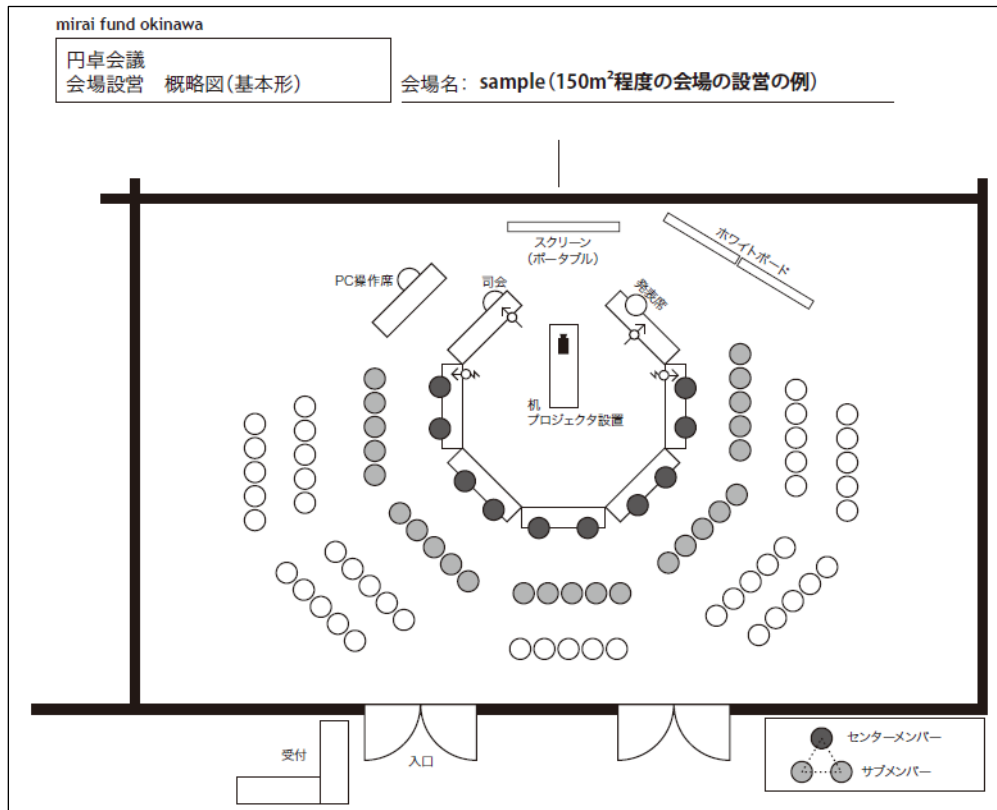 mirai fund okinawa
円卓会議
会場設営　概略図(基本形)
会場名: sample(150m²程度の会場の設営の例)
スクリーン
(ポータブル)
ホワイトボード
PC操作席
司会
発表席
机
プロジェクタ設置
受付
入口
センターメンバー
サブメンバー